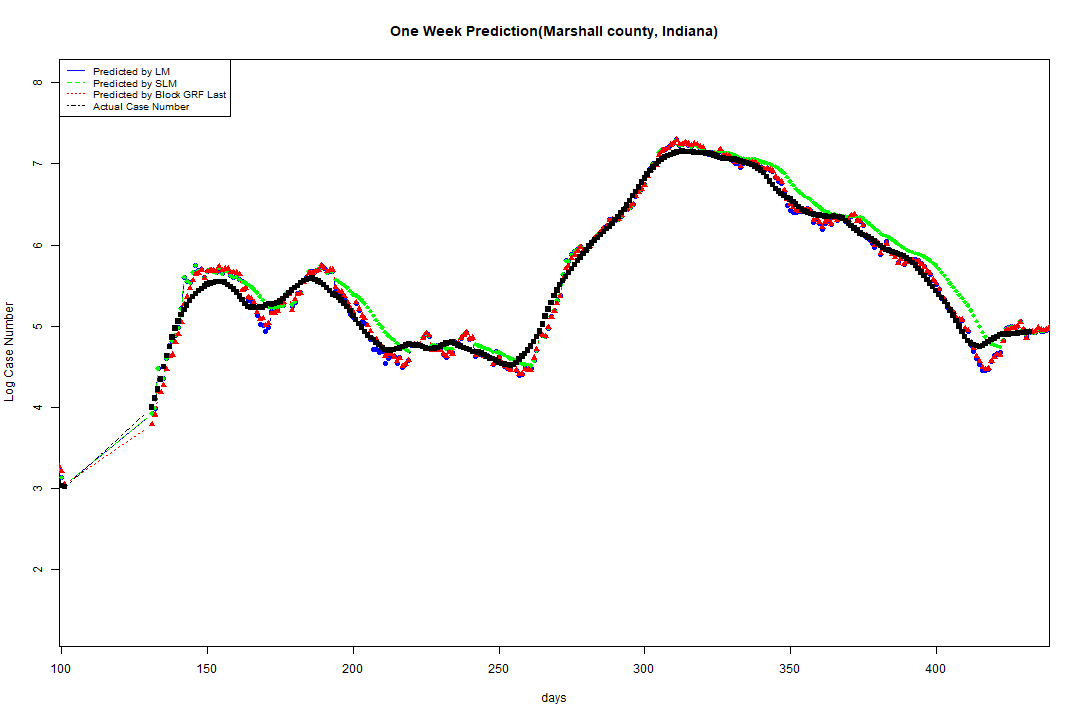 One Week Prediction(Marshall county, Indiana)
Predicted by LM
Predicted by SLM
Predicted by Block GRF Last
Actual Case Number
Log Case Number
8
7
6
5
4
3
2
100 150 200 250 300 350 400
days